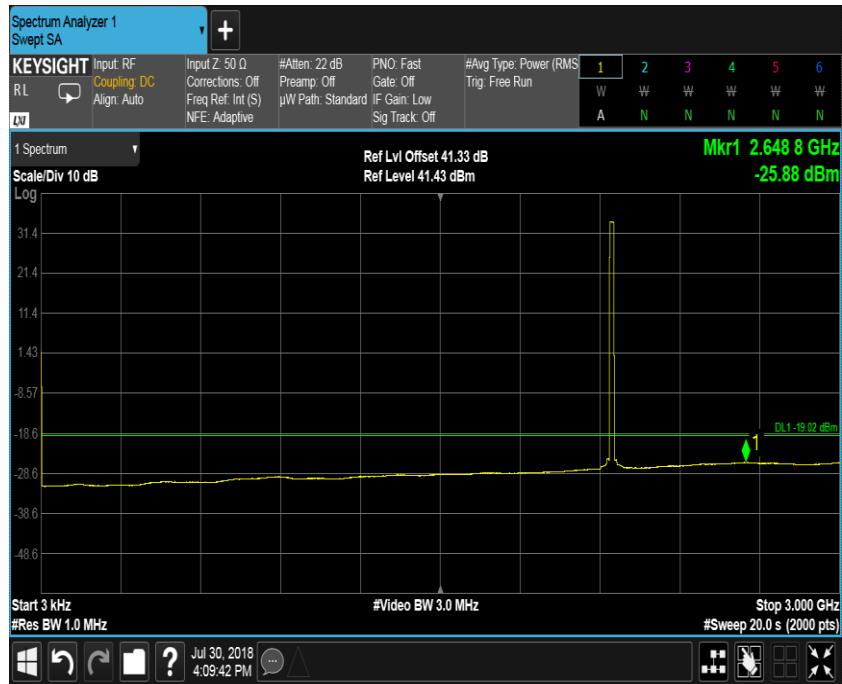 Spectrum Analyzer 1
Swept SA
+
KEYSIGHT Input: RF Input Z: 50 Ω #Atten: 22 dB PNO: Fast #Avg Type: Power (RMS 1 2 3 4 5 6
RL Coupling: DC Corrections: Off Preamp: Off Gate: Off Trig: Free Run W W W W W W
Align: Auto Freq Ref: Int (S) µW Path: Standard IF Gain: Low
LXI NFE: Adaptive Sig Track: Off A N N N N N
1 Spectrum Ref Lvl Offset 41.33 dB Mkr1 2.648 8 GHz
Scale/Div 10 dB Ref Level 41.43 dBm -25.88 dBm
Log
31.4
21.4
11.4
1.43
-8.57
-18.6 1 DL1 -19.02 dBm
-28.6
-38.6
-48.6
Start 3 kHz #Video BW 3.0 MHz Stop 3.000 GHz
#Res BW 1.0 MHz #Sweep 20.0 s (2000 pts)
? Jul 30, 2018
4:09:42 PM